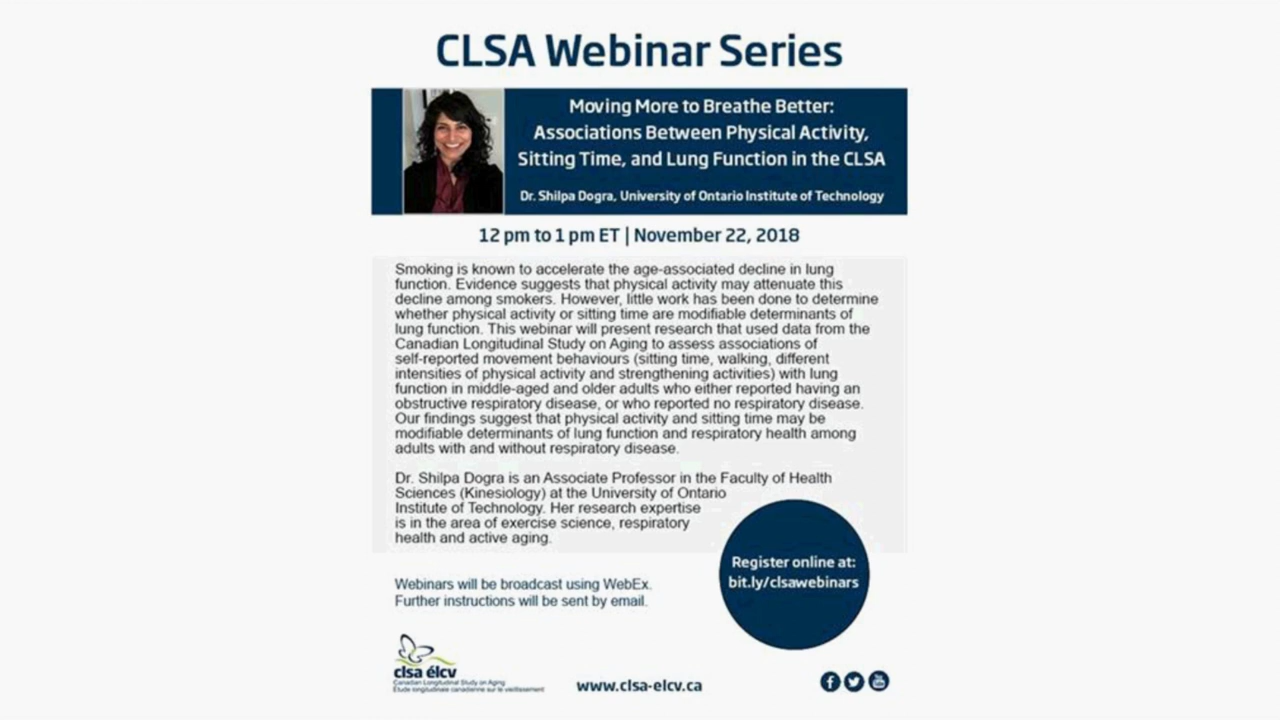 CLSA Webinar Series
Moving More to Breathe Better:
Associations Between Physical Activity,
Sitting Time, and Lung Function in the CLSA
Dr. Shilpa Dogra, University of Ontario Institute of Technology
12 pm to 1 pm ET | November 22, 2018
Smoking is known to accelerate the age-associated decline in lung
function. Evidence suggests that physical activity may attenuate this
decline among smokers. However, little work has been done to determine
whether physical activity or sitting time are modifiable determinants of
lung function. This webinar will present research that used data from the
Canadian Longitudinal Study on Aging to assess associations of
self-reported movement behaviours (sitting time, walking, different
intensities of physical activity and strengthening activities) with lung
function in middle-aged and older adults who either reported having an
obstructive respiratory disease, or who reported no respiratory disease.
Our findings suggest that physical activity and sitting time may be
modifiable determinants of lung function and respiratory health among
adults with and without respiratory disease.
Dr. Shilpa Dogra is an Associate Professor in the Faculty of Health
Sciences (Kinesiology) at the University of Ontario
Institute of Technology. Her research expertise
is in the area of exercise science, respiratory
health and active aging.
Register online at:
bit.ly/clsawebinars
Webinars will be broadcast using WebEx.
Further instructions will be sent by email.
clsa élcv
Canadian Longitudinal Study on Aging
Étude longitudinale canadienne sur le vieillissement
www.clsa-elcv.ca